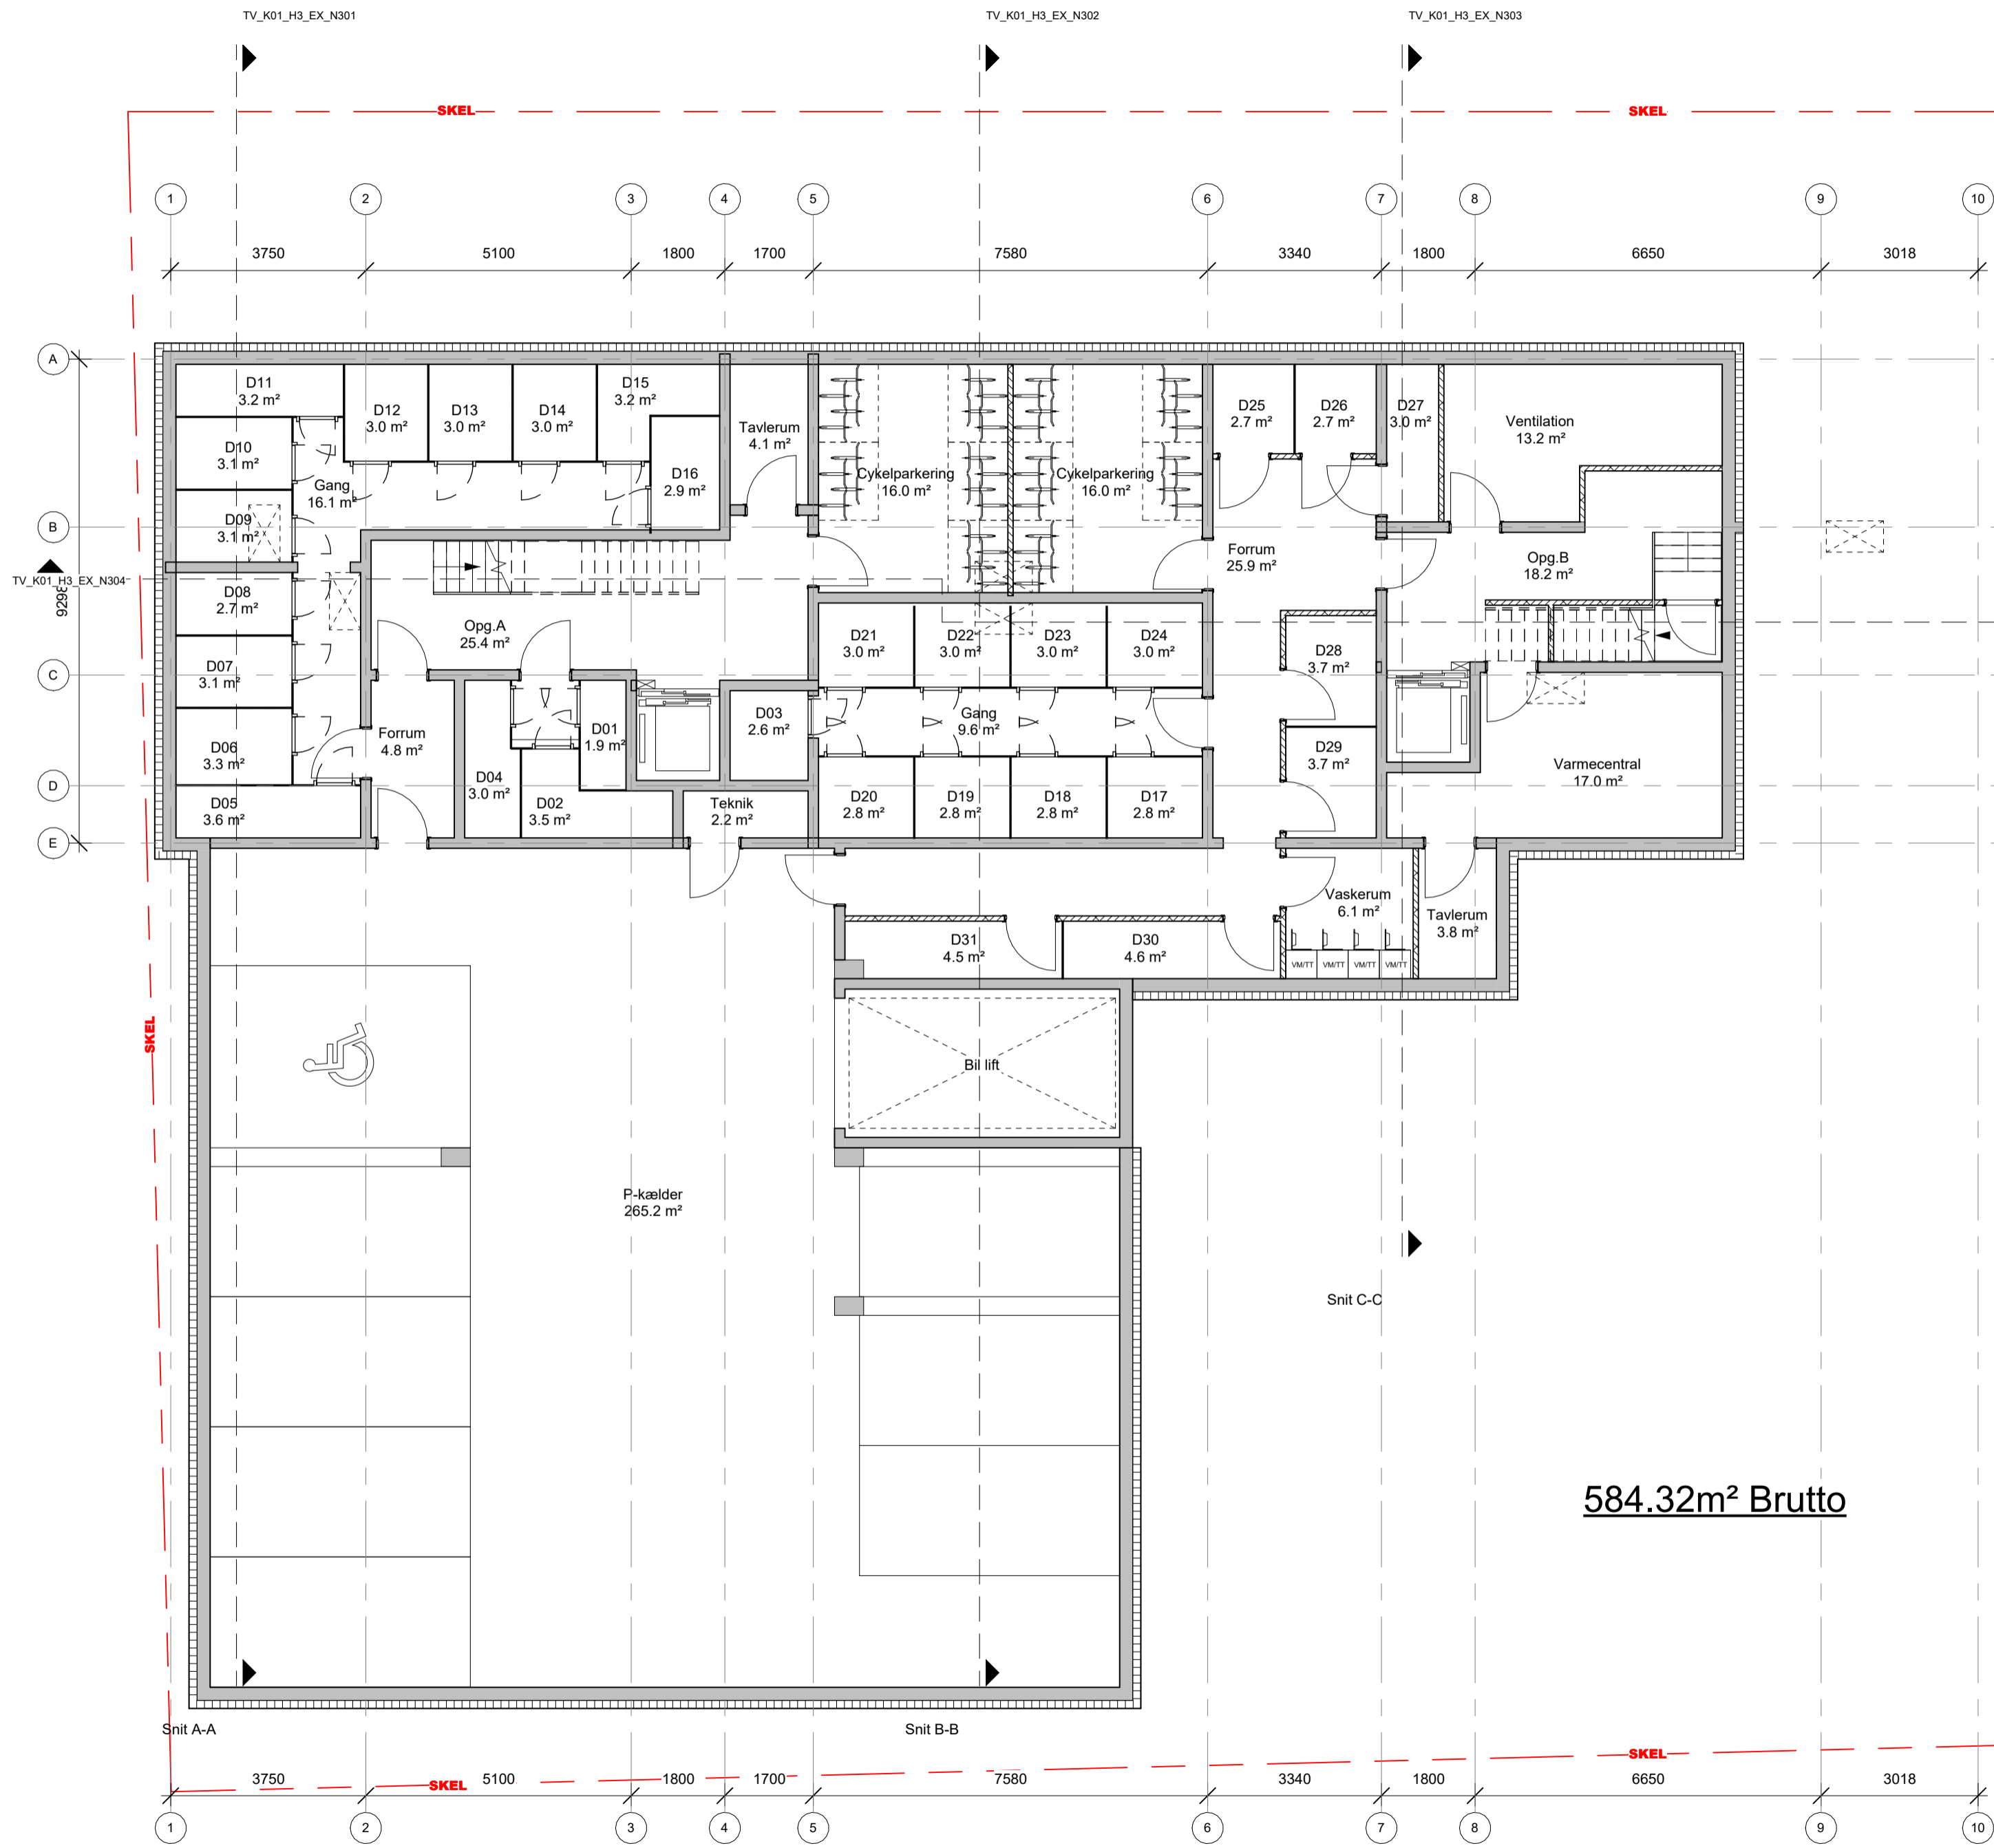 TV_K01_H3_EX_N301
TV_K01_H3_EX_N302
TV_K01_H3_EX_N303
SKEL
SKEL
1
2
3
4
5
6
7
8
9
10
3750
5100
1800
1700
7580
3340
1800
6650
3018
A
D11
3.2 m²
D12
3.0 m²
D13
3.0 m²
D14
3.0 m²
D15
3.2 m²
D10
3.1 m²
Gang
16.1 m²
D16
2.9 m²
Tavlerum
4.1 m²
Cykelparkering
16.0 m²
Cykelparkering
16.0 m²
D25
2.7 m²
D26
2.7 m²
D27
3.0 m²
Ventilation
13.2 m²
B
D09
3.1 m²
TV_K01_H3_EX_N304
9298
D08
2.7 m²
Opg.A
25.4 m²
Forrum
25.9 m²
Opg.B
18.2 m²
D21
3.0 m²
D22
3.0 m²
D23
3.0 m²
D24
3.0 m²
D28
3.7 m²
C
D07
3.1 m²
D06
3.3 m²
Forrum
4.8 m²
D01
1.9 m²
D03
2.6 m²
Gang
9.6 m²
D29
3.7 m²
Varmecentral
17.0 m²
D
D05
3.6 m²
D04
3.0 m²
D02
3.5 m²
Teknik
2.2 m²
D20
2.8 m²
D19
2.8 m²
D18
2.8 m²
D17
2.8 m²
E
Vaskerum
6.1 m²
Tavlerum
3.8 m²
D31
4.5 m²
D30
4.6 m²
VM/TT
VM/TT
VM/TT
VM/TT
SKEL
Bil lift
P-kælder
265.2 m²
Snit C-C
584.32m² Brutto
Snit A-A
Snit B-B
SKEL
SKEL
3750
5100
1800
1700
7580
3340
1800
6650
3018
1
2
3
4
5
6
7
8
9
10